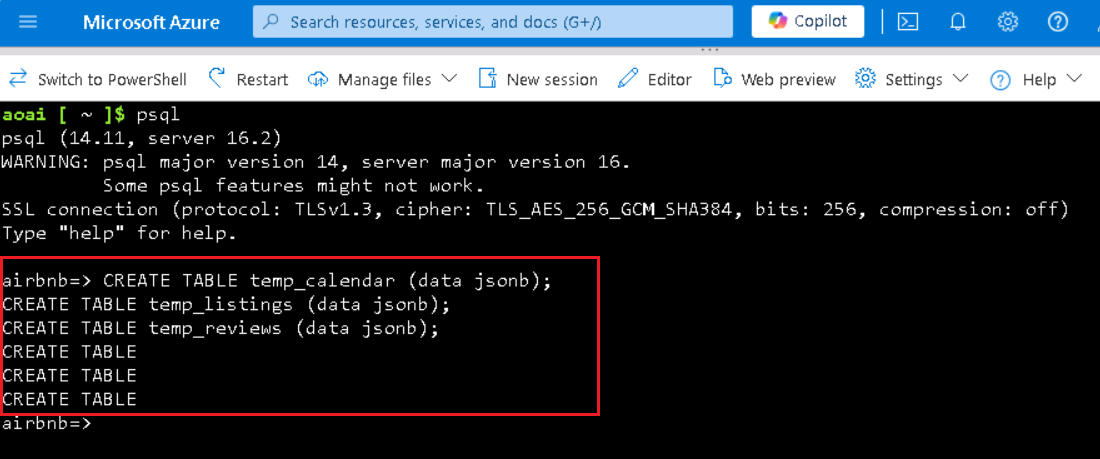 Microsoft Azure
Search resources, services, and docs (G+/)
Copilot
Switch to PowerShell
Restart
Manage files
New session
Editor
Web preview
Settings
Help
aoai [ ~ ]$ psql
psql (14.11, server 16.2)
WARNING: psql major version 14, server major version 16.
         Some psql features might not work.
SSL connection (protocol: TLSv1.3, cipher: TLS_AES_256_GCM_SHA384, bits: 256, compression: off)
Type "help" for help.
airbnb=> CREATE TABLE temp_calendar (data jsonb);
CREATE TABLE temp_listings (data jsonb);
CREATE TABLE temp_reviews (data jsonb);
CREATE TABLE
CREATE TABLE
CREATE TABLE
airbnb=>